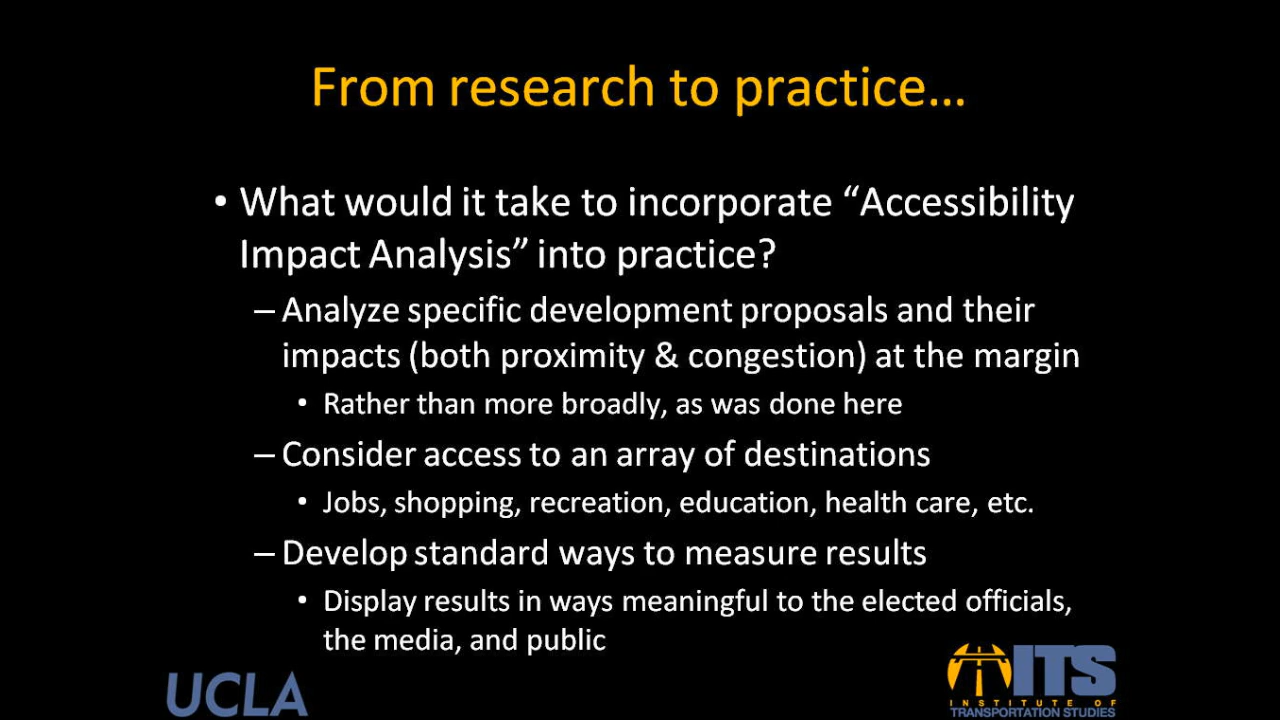 From research to practice…
• What would it take to incorporate “Accessibility
Impact Analysis” into practice?
– Analyze specific development proposals and their
impacts (both proximity & congestion) at the margin
• Rather than more broadly, as was done here
– Consider access to an array of destinations
• Jobs, shopping, recreation, education, health care, etc.
– Develop standard ways to measure results
• Display results in ways meaningful to the elected officials,
the media, and public
UCLA
ITS
INSTITUTE OF
TRANSPORTATION STUDIES